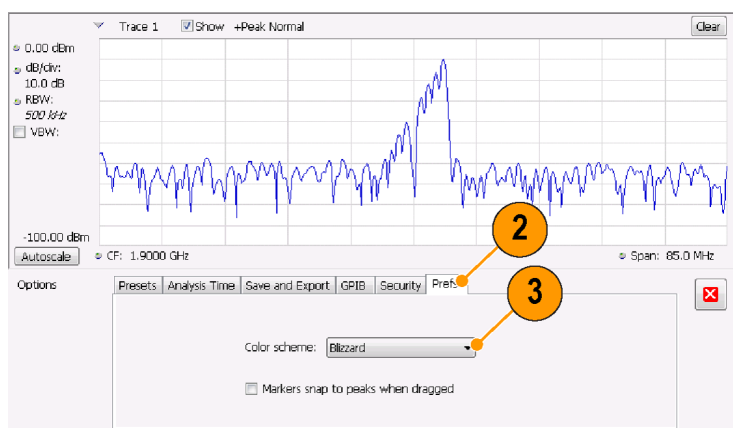 Trace 1 Show +Peak Normal Clear
0.00 dBm
dB/div:
10.0 dB
RBW:
500 kHz
VBW:
-100.00 dBm
Autoscale CF: 1.9000 GHz Span: 85.0 MHz
2
Options Presets Analysis Time Save and Export GPIB Security Prefs
3
Color scheme: Blizzard
Markers snap to peaks when dragged